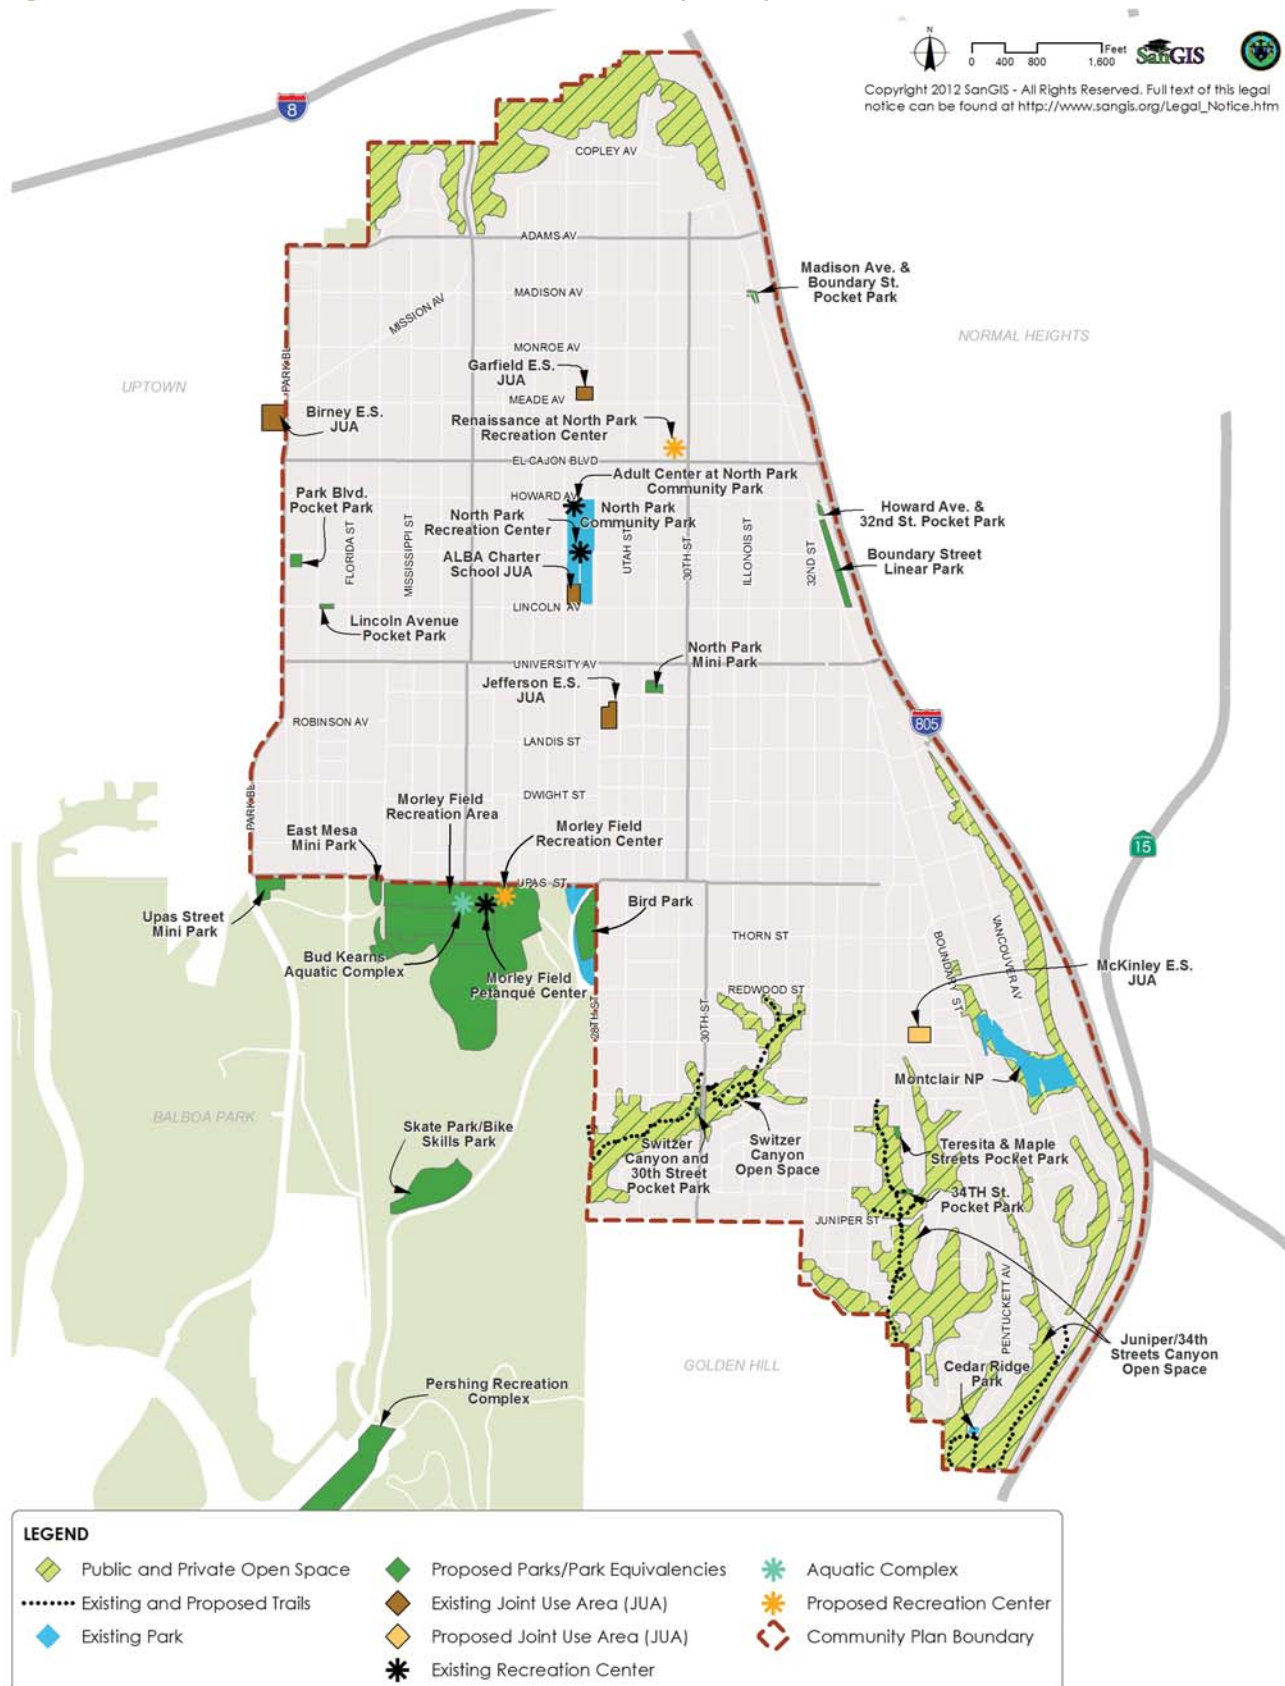 N
0 400 800 1,600 Feet
SanGIS
Copyright 2012 SanGIS - All Rights Reserved. Full text of this legal
notice can be found at http://www.sangis.org/Legal_Notice.htm
8
COPLEY AV
ADAMS AV
Madison Ave. &
Boundary St.
Pocket Park
MADISON AV
MISSION AV
NORMAL HEIGHTS
MONROE AV
PARK BL
Garfield E.S.
JUA
UPTOWN
MEADE AV
Birney E.S.
JUA
Renaissance at North Park
Recreation Center
EL CAJON BLVD
Adult Center at North Park
Community Park
Park Blvd.
Pocket Park
HOWARD AV
North Park
Community Park
North Park
Recreation Center
Howard Ave. &
32nd St. Pocket Park
FLORIDA ST
MISSISSIPPI ST
UTAH ST
30TH ST
ILLINOIS ST
32ND ST
ALBA Charter
School JUA
Boundary Street
Linear Park
LINCOLN AV
Lincoln Avenue
Pocket Park
North Park
Mini Park
UNIVERSITY AV
Jefferson E.S.
JUA
ROBINSON AV
805
LANDIS ST
DWIGHT ST
PARK BL
Morley Field
Recreation Area
East Mesa
Mini Park
Morley Field
Recreation Center
15
UPAS ST
Upas Street
Mini Park
Bird Park
THORN ST
BOUNDARY ST
VANCOUVER AV
Bud Kearns
Aquatic Complex
Morley Field
Petanqué Center
McKinley E.S.
JUA
REDWOOD ST
28TH ST
30TH ST
Montclair NP
BALBOA PARK
Skate Park/Bike
Skills Park
Switzer
Canyon and
30th Street
Pocket Park
Switzer
Canyon
Open Space
Teresita & Maple
Streets Pocket Park
34TH St.
Pocket Park
JUNIPER ST
PENTUCKETT AV
Juniper/34th
Streets Canyon
Open Space
GOLDEN HILL
Cedar Ridge
Park
Pershing Recreation
Complex
LEGEND
Public and Private Open Space
Existing and Proposed Trails
Existing Park
Proposed Parks/Park Equivalencies
Existing Joint Use Area (JUA)
Proposed Joint Use Area (JUA)
Existing Recreation Center
Aquatic Complex
Proposed Recreation Center
Community Plan Boundary